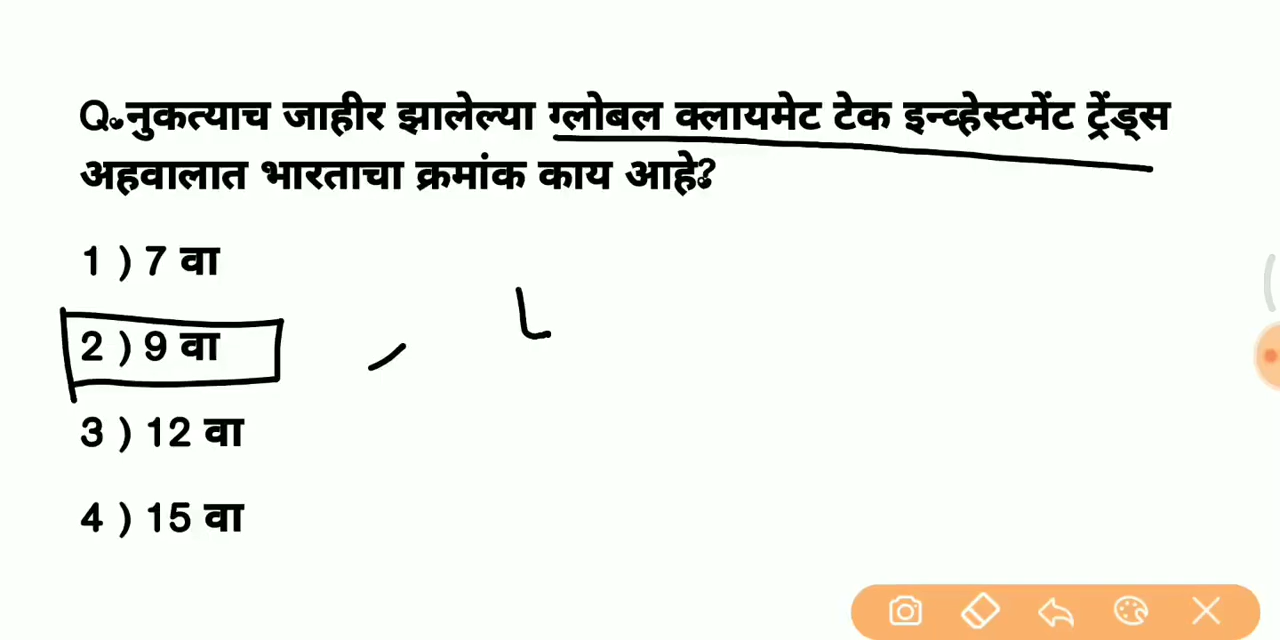 Q.नुकत्याच जाहीर झालेल्या ग्लोबल क्लायमेट टेक इन्व्हेस्टमेंट ट्रेंड्स
अहवालात भारताचा क्रमांक काय आहे?
1 ) 7 वा
2 ) 9 वा
3 ) 12 वा
4 ) 15 वा